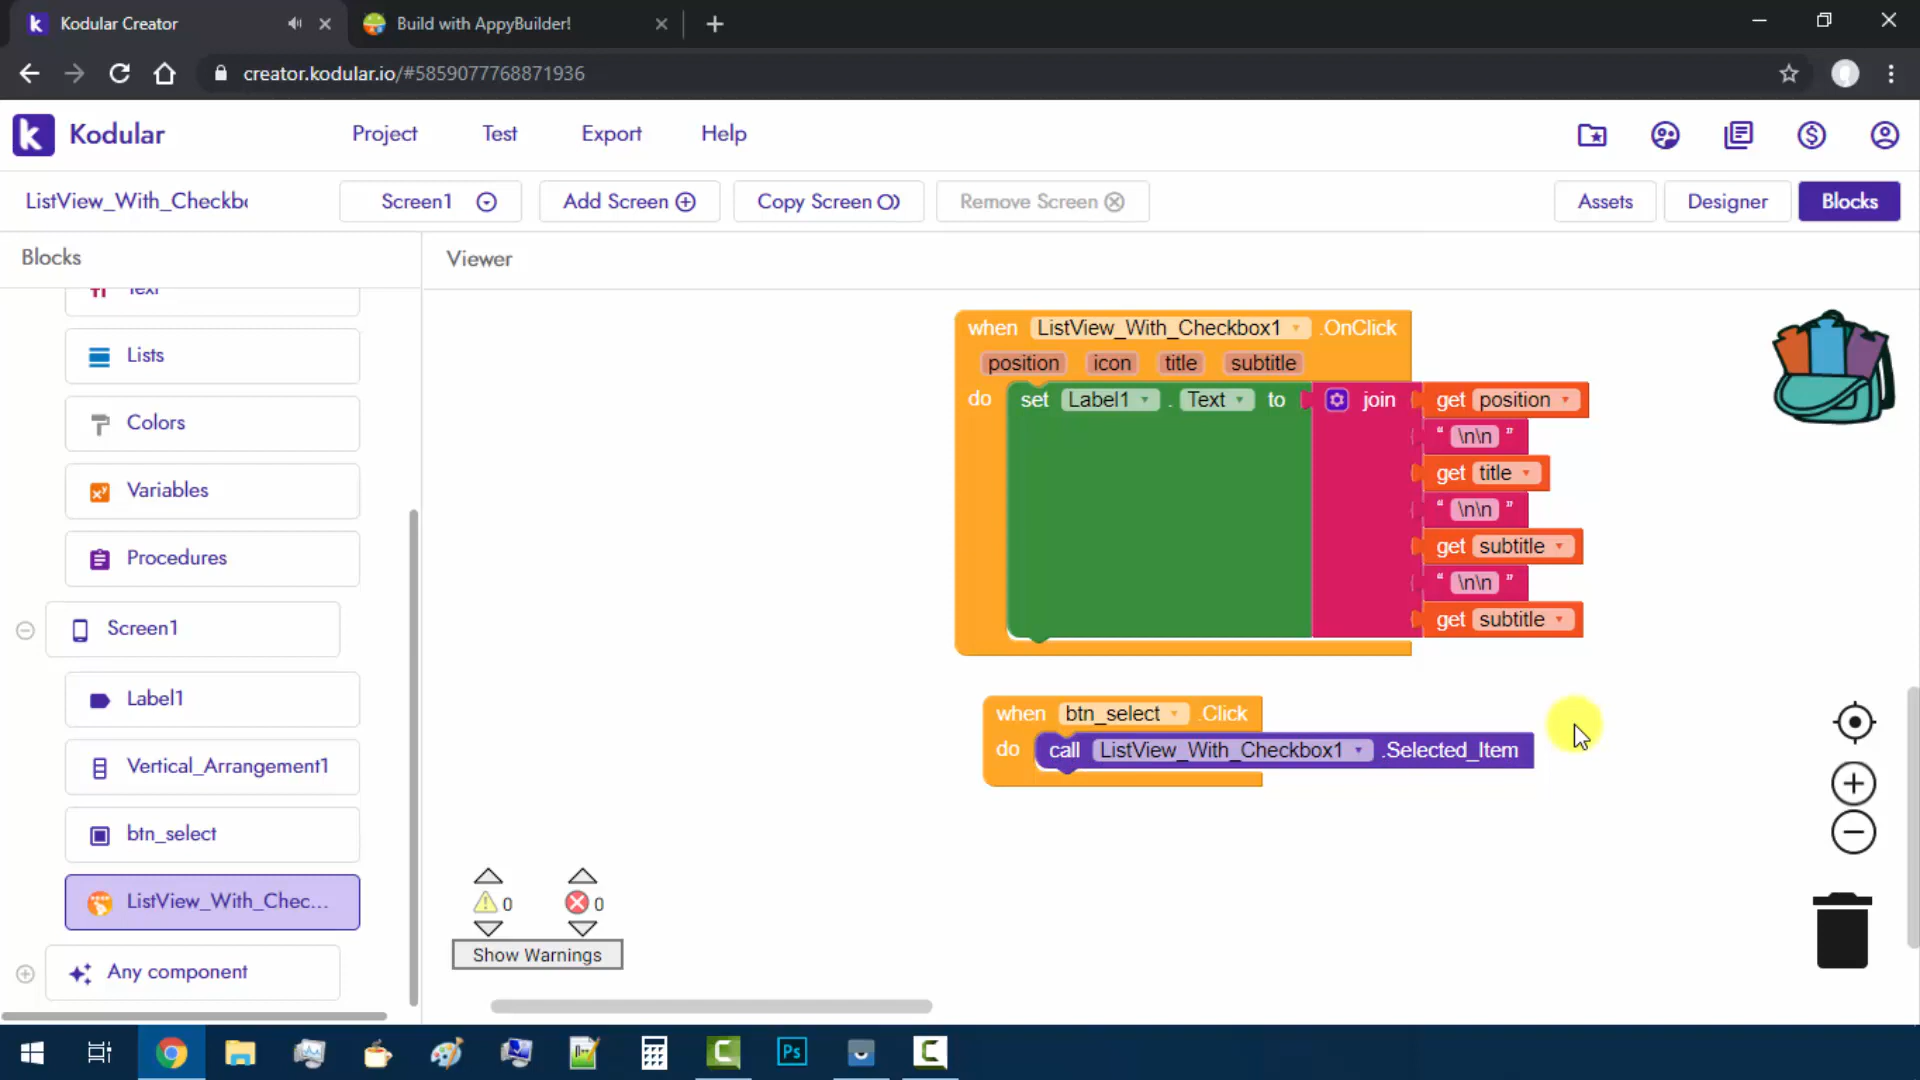 Kodular Creator
Build with AppyBuilder!
creator.kodular.io/#5859077768871936
Kodular
Project
Test
Export
Help
ListView_With_Checkb
Screen1
Add Screen
Copy Screen
Remove Screen
Assets
Designer
Blocks
Blocks
Viewer
Text
Lists
Colors
Variables
Procedures
Screen1
Label1
Vertical_Arrangement1
btn_select
ListView_With_Chec...
Any component
when ListView_With_Checkbox1 .OnClick
position icon title subtitle
do set Label1 . Text to join get position
“ \n\n ”
get title
“ \n\n ”
get subtitle
“ \n\n ”
get subtitle
when btn_select .Click
do call ListView_With_Checkbox1 .Selected_Item
0 0
Show Warnings
Ps